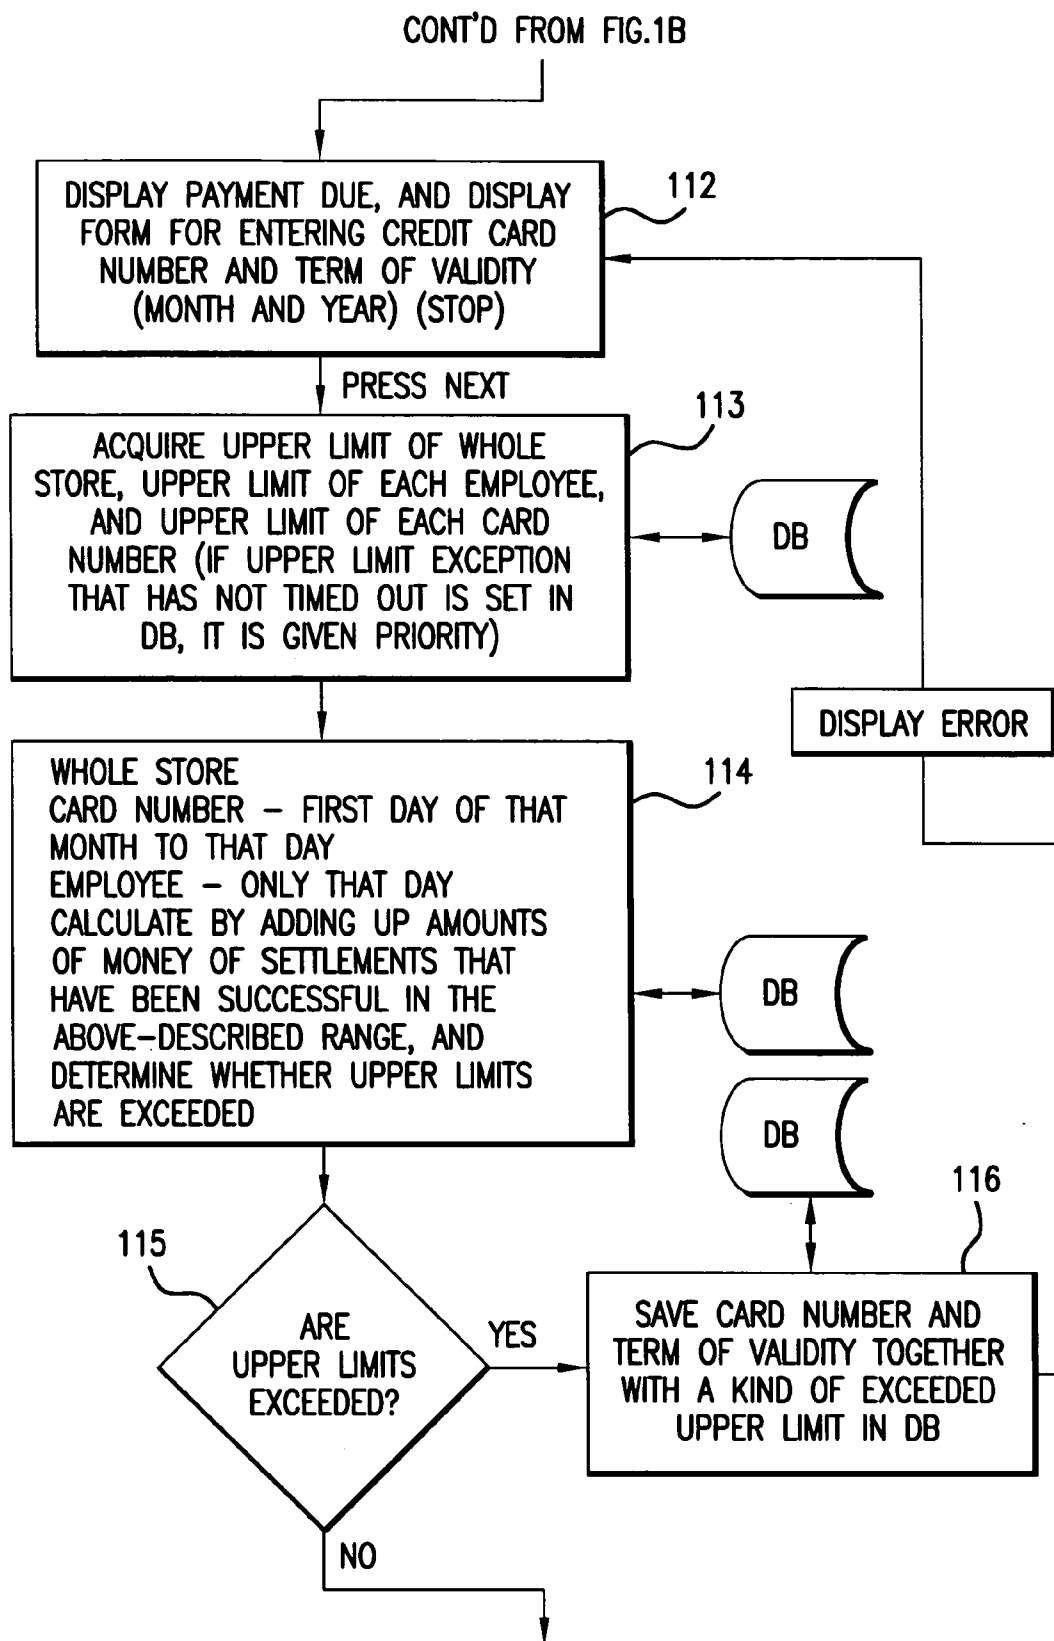 CONT'D FROM FIG.1B
112
DISPLAY PAYMENT DUE, AND DISPLAY
FORM FOR ENTERING CREDIT CARD
NUMBER AND TERM OF VALIDITY
(MONTH AND YEAR) (STOP)
PRESS NEXT
113
ACQUIRE UPPER LIMIT OF WHOLE
STORE, UPPER LIMIT OF EACH EMPLOYEE,
AND UPPER LIMIT OF EACH CARD
NUMBER (IF UPPER LIMIT EXCEPTION
THAT HAS NOT TIMED OUT IS SET IN
DB, IT IS GIVEN PRIORITY)
DB
DISPLAY ERROR
114
WHOLE STORE
CARD NUMBER – FIRST DAY OF THAT
MONTH TO THAT DAY
EMPLOYEE – ONLY THAT DAY
CALCULATE BY ADDING UP AMOUNTS
OF MONEY OF SETTLEMENTS THAT
HAVE BEEN SUCCESSFUL IN THE
ABOVE-DESCRIBED RANGE, AND
DETERMINE WHETHER UPPER LIMITS
ARE EXCEEDED
DB
DB
115
ARE
UPPER LIMITS
EXCEEDED?
YES
116
SAVE CARD NUMBER AND
TERM OF VALIDITY TOGETHER
WITH A KIND OF EXCEEDED
UPPER LIMIT IN DB
NO